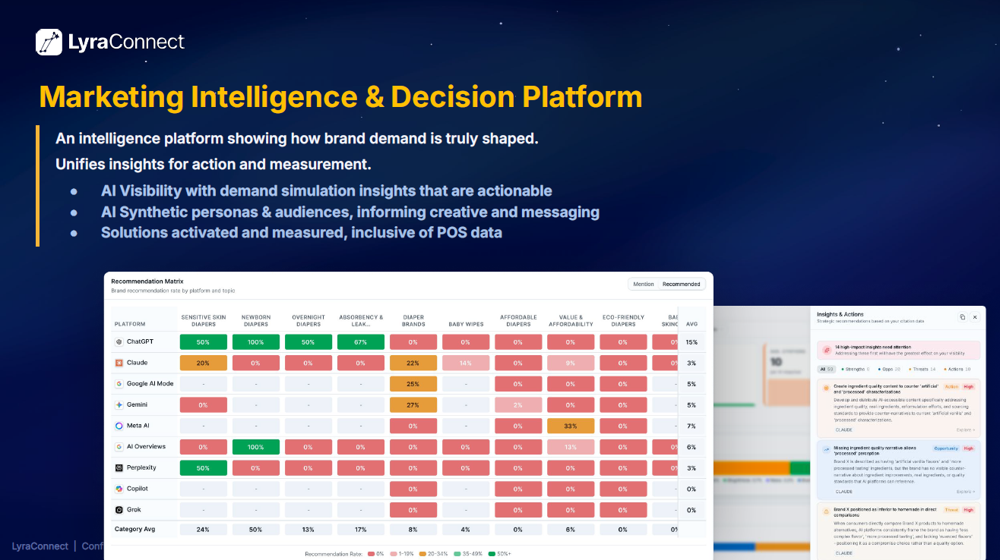 LyraConnect
Marketing Intelligence & Decision Platform
An intelligence platform showing how brand demand is truly shaped.
Unifies insights for action and measurement.
● AI Visibility with demand simulation insights that are actionable
● AI Synthetic personas & audiences, informing creative and messaging
● Solutions activated and measured, inclusive of POS data
Recommendation Matrix
Brand recommendation rate by platform and topic
Mention Recommended
PLATFORM SENSITIVE SKIN DIAPERS NEWBORN DIAPERS OVERNIGHT DIAPERS ABSORBENCY & LEAK... DIAPER BRANDS BABY WIPES AFFORDABLE DIAPERS VALUE & AFFORDABILITY ECO-FRIENDLY DIAPERS AVG
ChatGPT 50% 100% 50% 67% 0% 0% 0% 0% 0% 0% 15%
Claude 20% 0% 0% 0% 22% 14% 0% 9% 0% 0% 3%
Google AI Mode - - - - 25% - 0% 0% 0% - 5%
Gemini 0% - - - 27% - 2% 0% 0% - 5%
Meta AI - - - - 0% - 0% 33% 0% - 7%
AI Overviews 0% 100% 0% 0% 0% 0% 0% 13% 0% 0% 6%
Perplexity 50% 0% 0% 0% 0% 0% 0% 0% 0% 0% 3%
Copilot - - - - 0% - 0% 0% 0% - 0%
Grok - - - - 0% - 0% 0% 0% - 0%
Category Avg 24% 50% 13% 17% 8% 4% 0% 6% 0% 0%
Recommendation Rate: 0% 1-19% 20-34% 35-49% 50%+
LyraConnect | Conf
10
Insights & Actions
Strategic recommendations based on your citation data
14 high-impact insights need attention
Addressing these first will have the greatest effect on your visibility
All 50 Strengths 6 Gaps 20 Threats 14 Actions 10
Create ingredient quality content to counter 'artificial' Action High
and 'processed' characterizations
Develop and distribute AI-accessible content specifically addressing
ingredient quality, real ingredients, reformulation efforts, and sourcing
standards to provide counter-narratives to current 'artificial vanilla' and
'processed' characterizations.
CLAUDE Explore
Missing ingredient quality narrative allows Opportunity High
'processed' perception
Brand X is described as having 'artificial vanilla flavors' and 'more
processed tasting' ingredients, but the brand has no visible counter-
narrative about ingredient improvements, real ingredients, or quality
standards that AI platforms can reference.
CLAUDE Explore
Brand X positioned as inferior to homemade in direct Threat High
comparisons
When consumers directly compare Brand X products to homemade
alternatives, AI platforms consistently frame the brand as having 'less
complex flavor', 'more processed tasting', and lacking 'nuanced flavors'
- positioning it as a compromise choice rather than a quality option.
CLAUDE